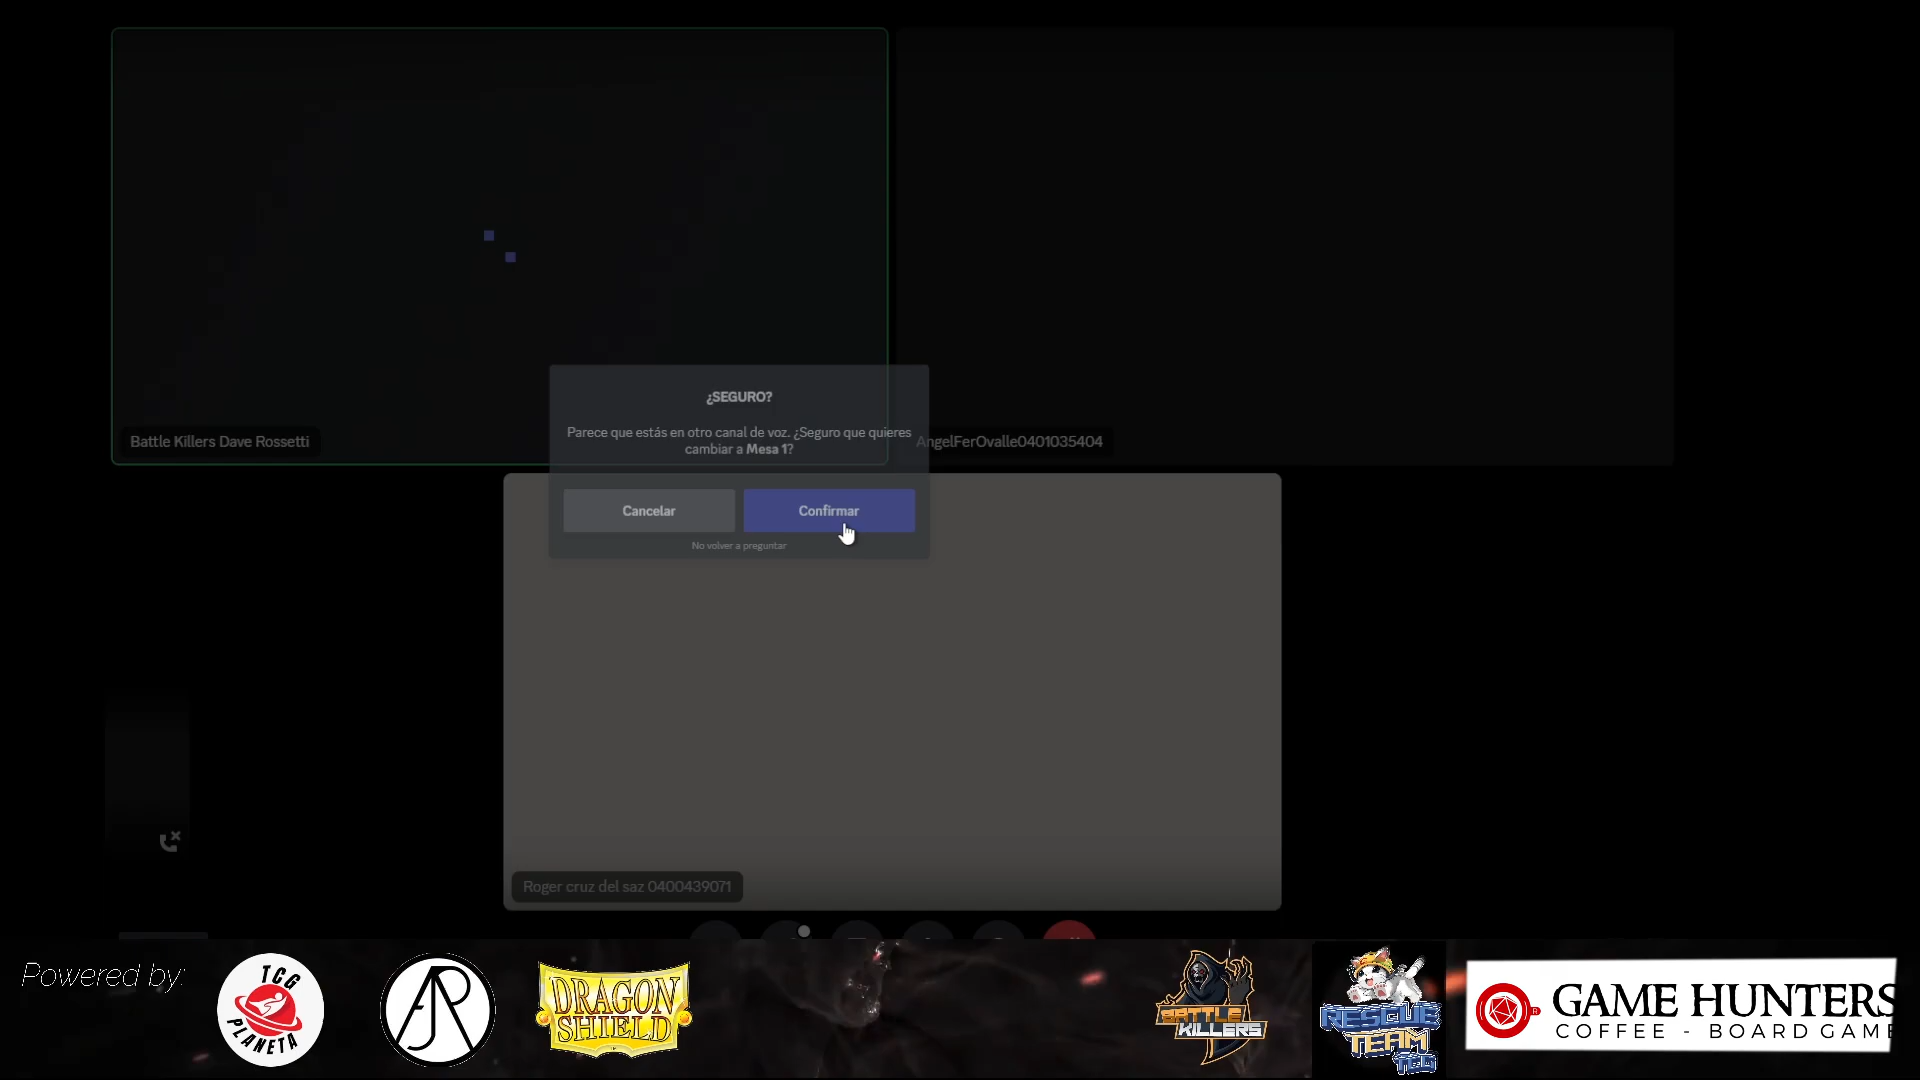 ¿SEGURO?
Parece que estás en otro canal de voz. ¿Seguro que quieres
cambiar a Mesa 1?
Battle Killers Dave Rossetti
AngelFerOvalle0401035404
Cancelar
Confirmar
No volver a preguntar
Roger cruz del saz 0400439071
Powered by:
TCG
PLANETA
AJR
DRAGON
SHIELD
BATTLE
KILLERS
RESCUE
TEAM
TCG
GAME HUNTERS
COFFEE - BOARD GAME